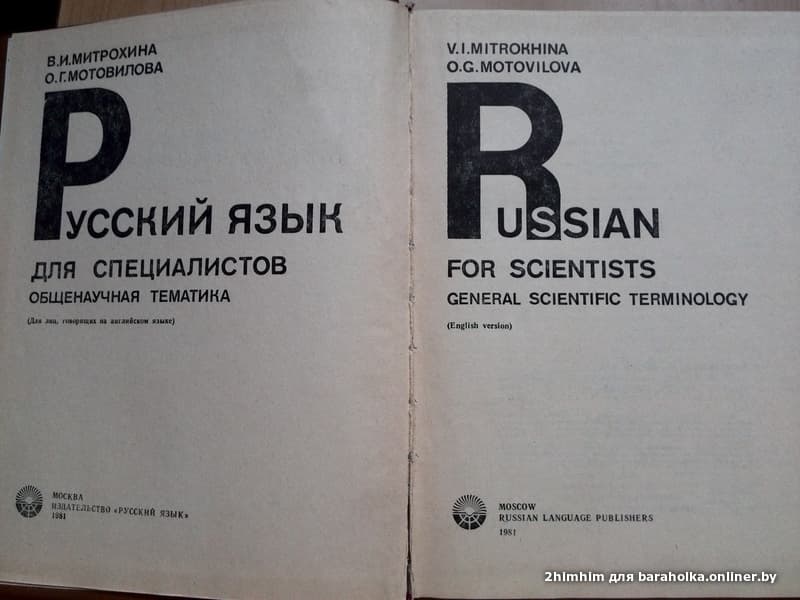 В.И.МИТРОХИНА
О.Г.МОТОВИЛОВА
РУССКИЙ ЯЗЫК
ДЛЯ СПЕЦИАЛИСТОВ
ОБЩЕНАУЧНАЯ ТЕМАТИКА
(Для лиц, говорящих на английском языке)
МОСКВА
ИЗДАТЕЛЬСТВО «РУССКИЙ ЯЗЫК»
1981
V.I.MITROKHINA
O.G.MOTOVILOVA
RUSSIAN
FOR SCIENTISTS
GENERAL SCIENTIFIC TERMINOLOGY
(English version)
MOSCOW
RUSSIAN LANGUAGE PUBLISHERS
1981
2himhim для baraholka.onliner.by